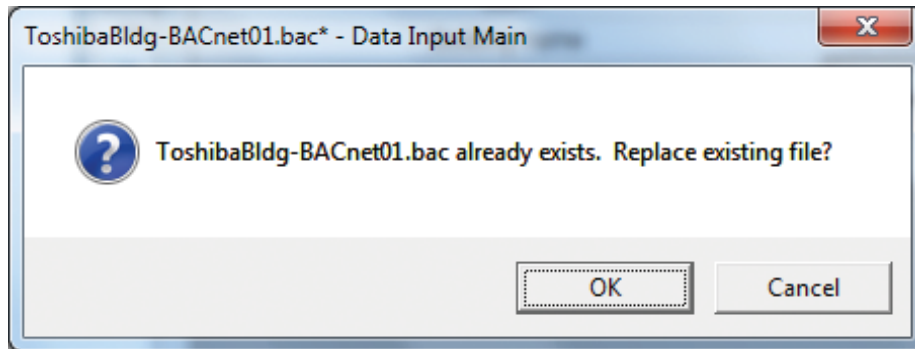 ToshibaBldg-BACnet01.bac* - Data Input Main
ToshibaBldg-BACnet01.bac already exists.  Replace existing file?
OK
Cancel